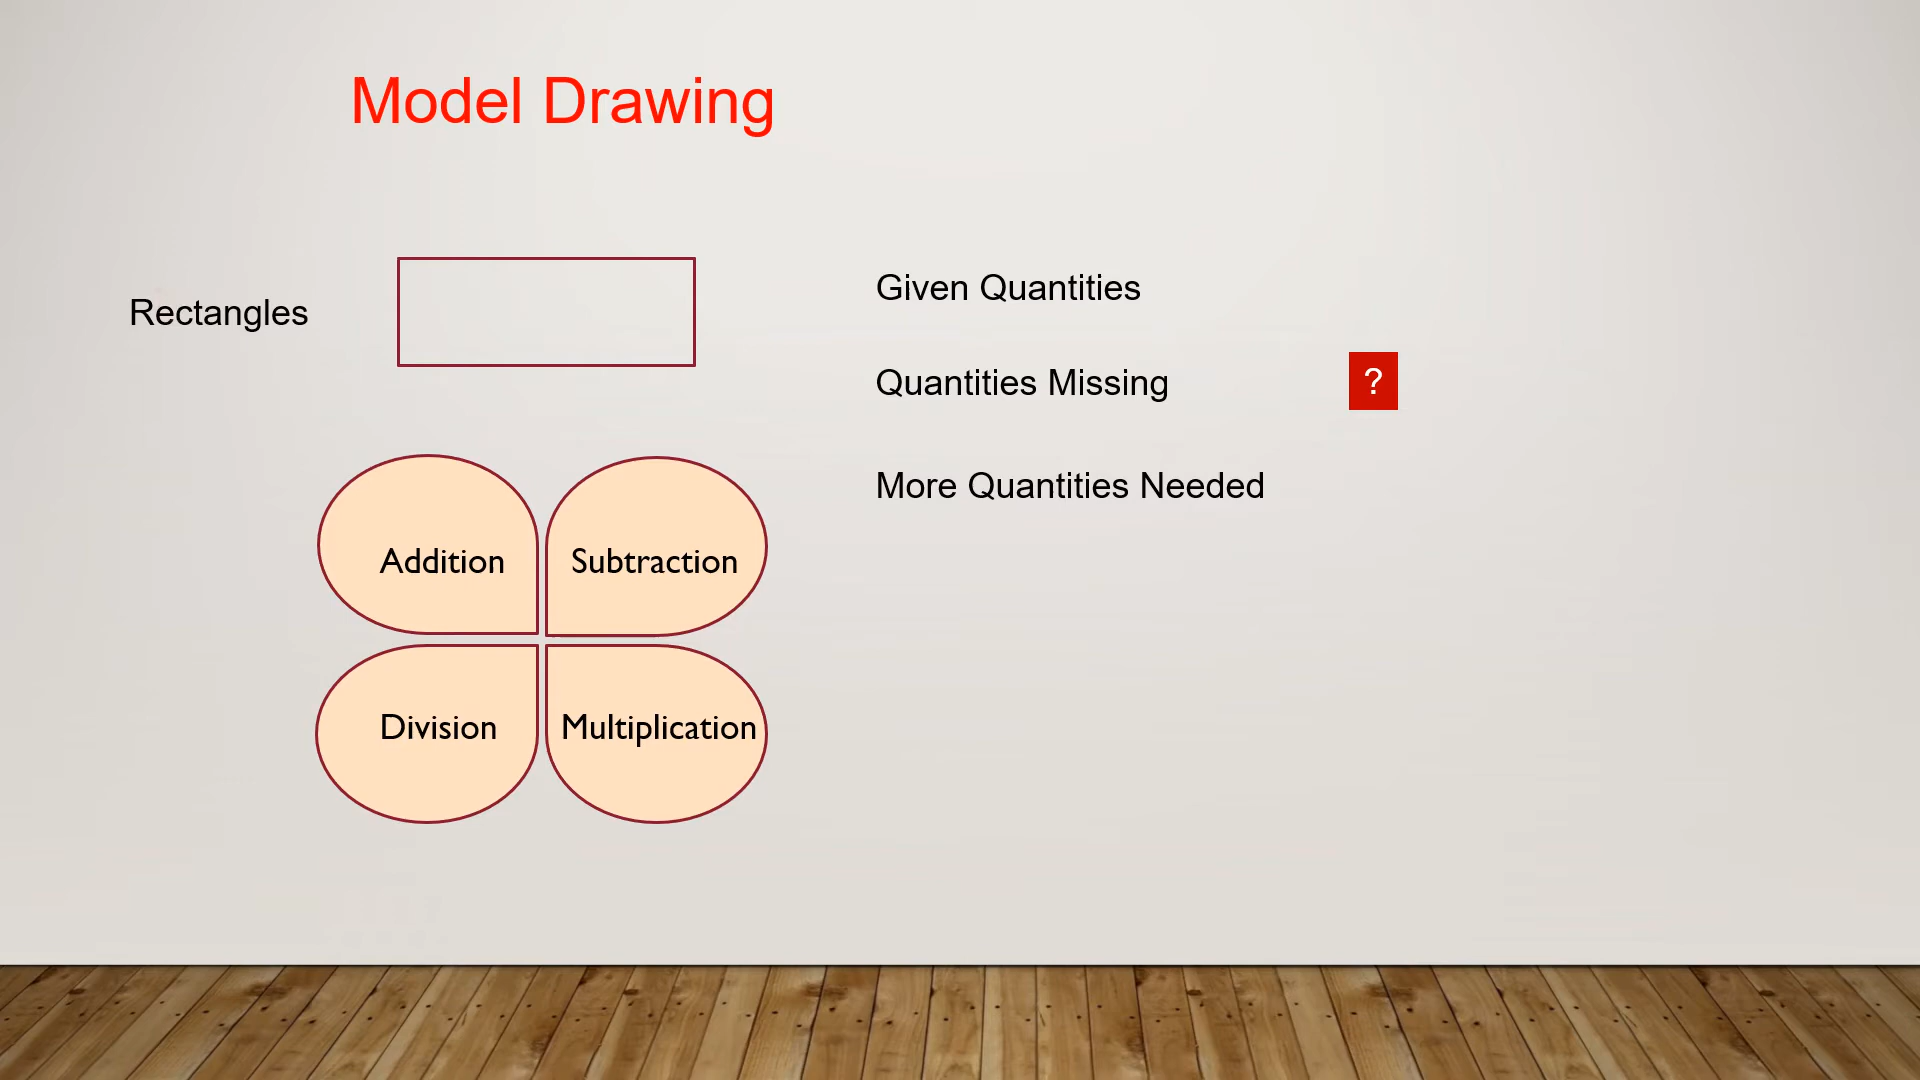 Model Drawing
Rectangles
Given Quantities
Quantities Missing
?
More Quantities Needed
Addition
Subtraction
Division
Multiplication